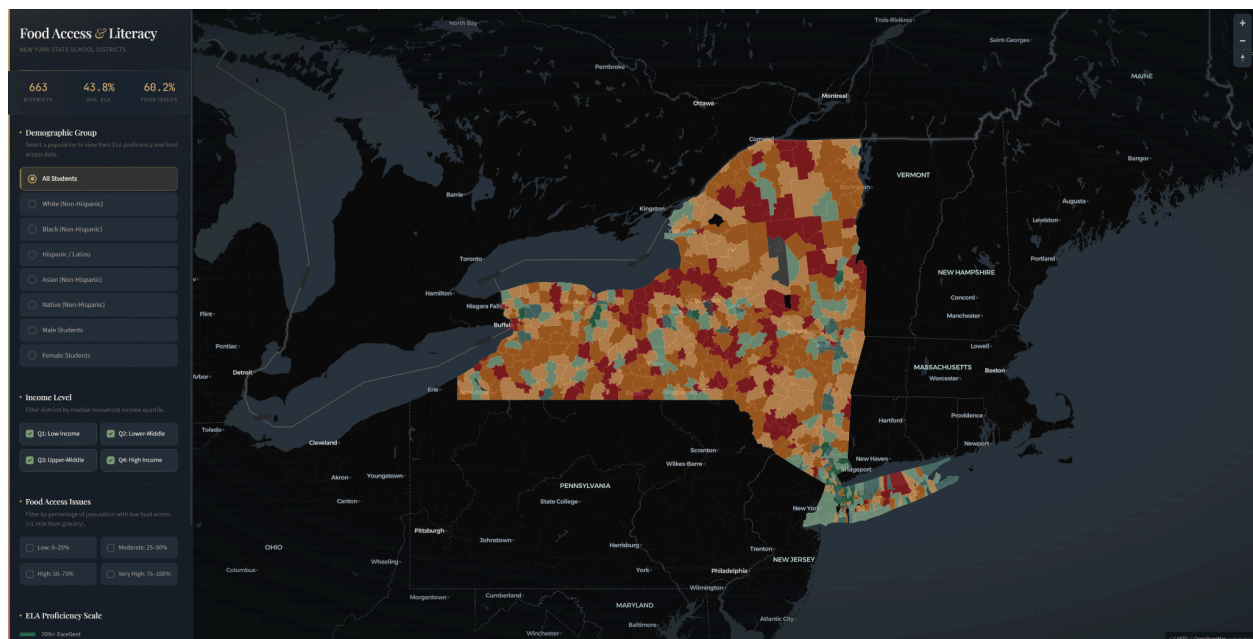 Food Access & Literacy
NEW YORK STATE SCHOOL DISTRICTS
663
43.8%
60.2%
DISTRICTS
AVG. ELA
FOOD ISSUES
Demographic Group
Select a population to view their ELA proficiency and food
access data.
All Students
White (Non-Hispanic)
Black (Non-Hispanic)
Hispanic / Latino
Asian (Non-Hispanic)
Native (Non-Hispanic)
Male Students
Female Students
Income Level
Filter districts by median household income quartile.
Q1: Low Income
Q2: Lower-Middle
Q3: Upper-Middle
Q4: High Income
Food Access Issues
Filter by percentage of population with low food access
(>1 mile from grocery).
Low: 0-25%
Moderate: 25-50%
High: 50-75%
Very High: 75-100%
ELA Proficiency Scale
70%+ Excellent
North Bay
Trois-Rivières
Saint-Georges
Pembroke
MAINE
Ottawa
Montreal
Cornwall
Bangor
VERMONT
Burlington
Barrie
Augusta
Kingston
Lewiston
Toronto
Portland
NEW HAMPSHIRE
Hamilton
Concord
Niagara Falls
Flint
Manchester
Buffalo
Pontiac
Lowell
Arbor
Detroit
MASSACHUSETTS
Boston
Worcester
Erie
Hartford
Providence
Toledo
Newport
Cleveland
Scranton
New Haven
Wilkes-Barre
Bridgeport
Akron
Youngstown
PENNSYLVANIA
Canton
State College
New York
Pittsburgh
Johnstown
Harrisburg
Trenton
OHIO
NEW JERSEY
Wheeling
Columbus
York
Philadelphia
Wilmington
Morgantown
Cumberland
MARYLAND
Atlantic City
Baltimore
Winchester